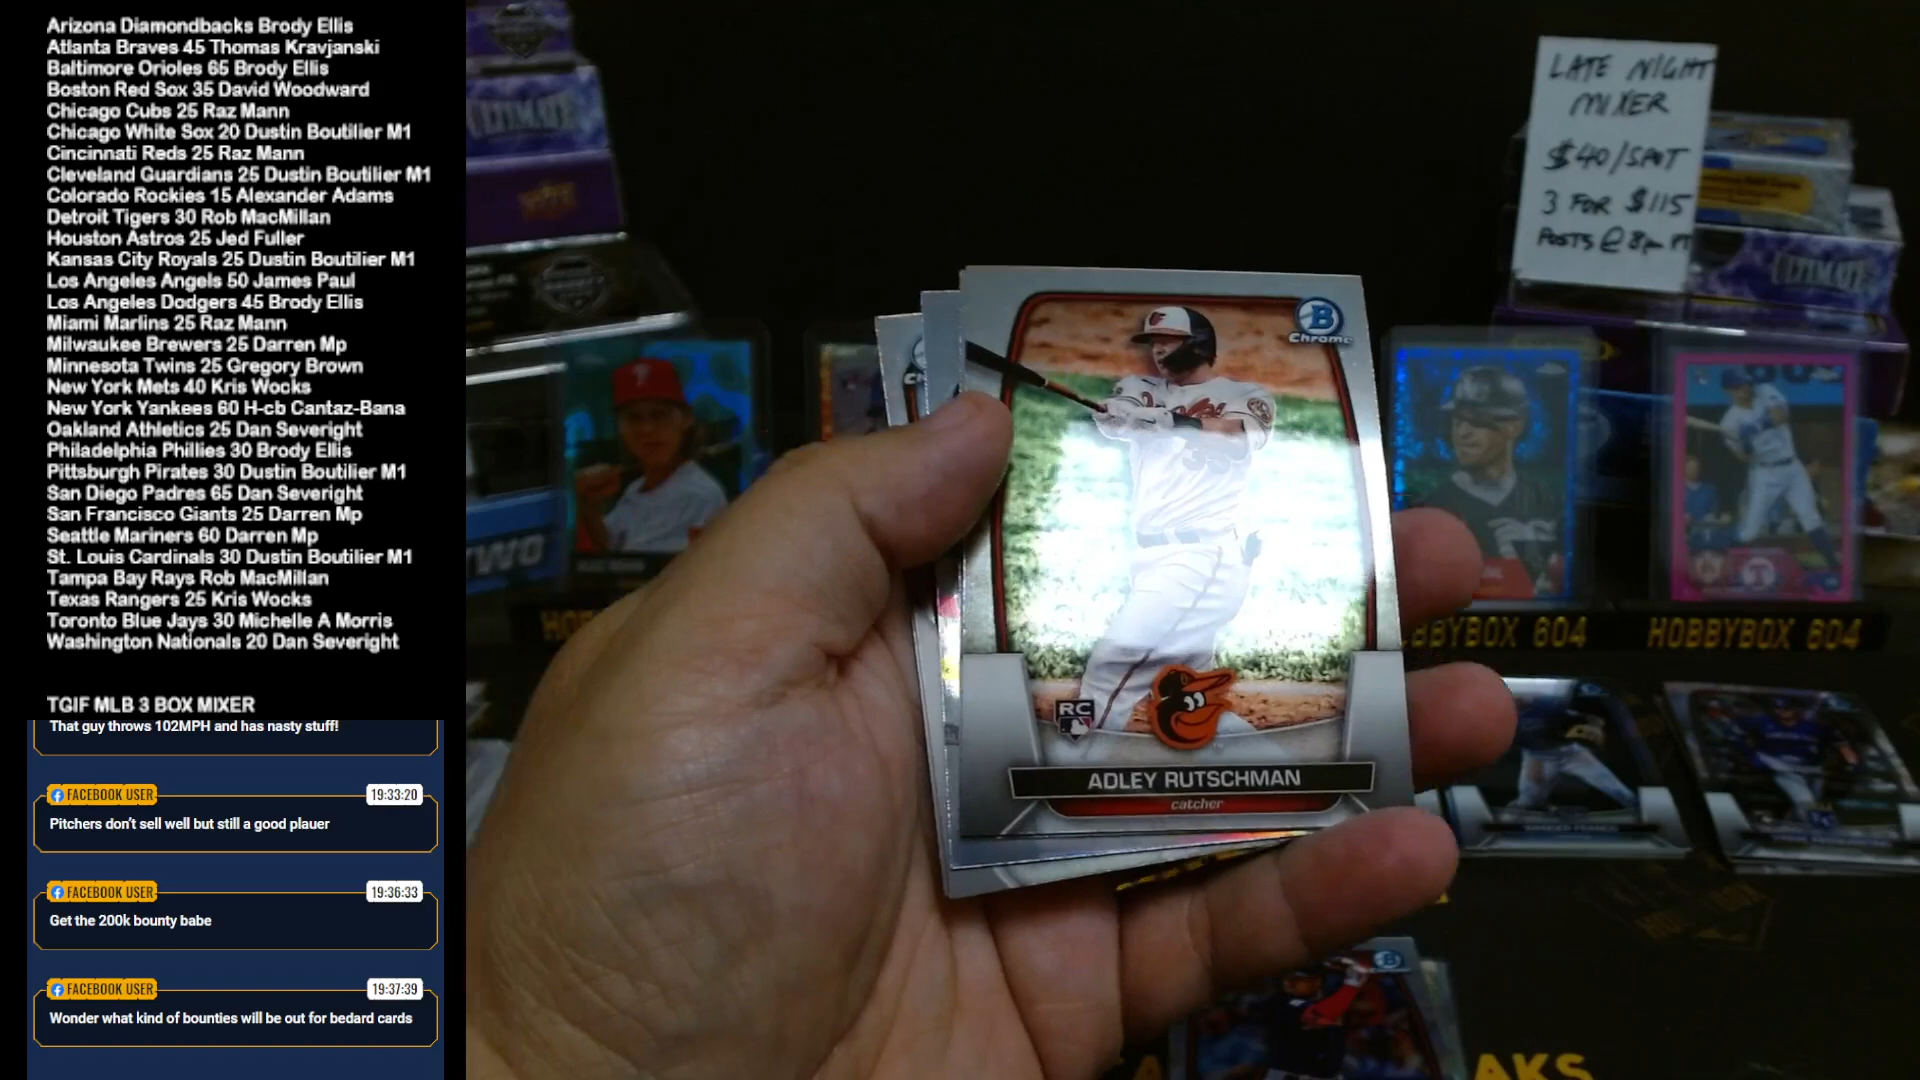 Arizona Diamondbacks Brody Ellis
Atlanta Braves 45 Thomas Kravjanski
Baltimore Orioles 65 Brody Ellis
Boston Red Sox 35 David Woodward
Chicago Cubs 25 Raz Mann
Chicago White Sox 20 Dustin Boutilier M1
Cincinnati Reds 25 Raz Mann
Cleveland Guardians 25 Dustin Boutilier M1
Colorado Rockies 15 Alexander Adams
Detroit Tigers 30 Rob MacMillan
Houston Astros 25 Jed Fuller
Kansas City Royals 25 Dustin Boutilier M1
Los Angeles Angels 50 James Paul
Los Angeles Dodgers 45 Brody Ellis
Miami Marlins 25 Raz Mann
Milwaukee Brewers 25 Darren Mp
Minnesota Twins 25 Gregory Brown
New York Mets 40 Kris Wocks
New York Yankees 60 H-cb Cantaz-Bana
Oakland Athletics 25 Dan Severight
Philadelphia Phillies 30 Brody Ellis
Pittsburgh Pirates 30 Dustin Boutilier M1
San Diego Padres 65 Dan Severight
San Francisco Giants 25 Darren Mp
Seattle Mariners 60 Darren Mp
St. Louis Cardinals 30 Dustin Boutilier M1
Tampa Bay Rays Rob MacMillan
Texas Rangers 25 Kris Wocks
Toronto Blue Jays 30 Michelle A Morris
Washington Nationals 20 Dan Severight
TGIF MLB 3 BOX MIXER
That guy throws 102MPH and has nasty stuff!
FACEBOOK USER 19:33:20
Pitchers don't sell well but still a good plauer
FACEBOOK USER 19:36:33
Get the 200k bounty babe
FACEBOOK USER 19:37:39
Wonder what kind of bounties will be out for bedard cards
LATE NIGHT
MIXER
$40/SPOT
3 FOR $115
POSTS @ 8pm PT
ULTIMATE
ULTIMATE
B
Chrome
RC
ADLEY RUTSCHMAN
catcher
TWO
HOBBYBOX 604
HOBBYBOX 604
AKS